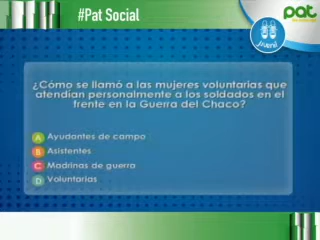 #Pat Social
pat
¿Cómo se llamó a las mujeres voluntarias que
atendían personalmente a los soldados en el
frente en la Guerra del Chaco?
A Ayudantes de campo
B Asistentes
C Madrinas de guerra
D Voluntarias